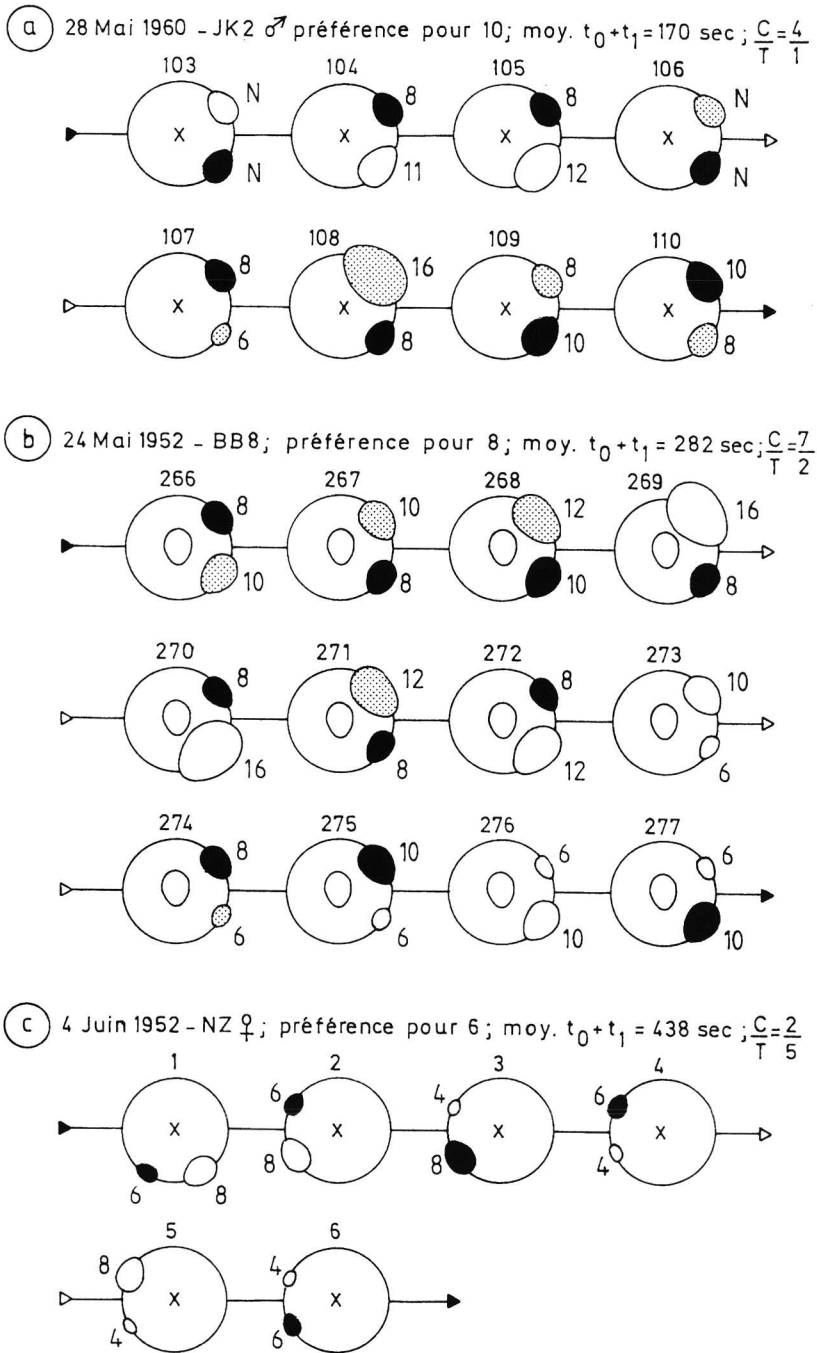 a 28 Mai 1960 - JK2 ♂ préférence pour 10; moy. t0+t1=170 sec; C/T=4/1
103 104 105 106
N 8 8 N
X X X X
N 11 12 N
107 108 109 110
8 16 8 10
X X X X
6 8 10 8
b 24 Mai 1952 - BB8; préférence pour 8; moy. t0+t1=282 sec; C/T=7/2
266 267 268 269
8 10 12 16
10 8 10 8
270 271 272 273
8 12 8 10
16 8 12 6
274 275 276 277
8 10 6 6
6 6 10 10
c 4 Juin 1952 - NZ ♀; préférence pour 6; moy. t0+t1=438 sec; C/T=2/5
1 2 3 4
6 4 6
X X X X
6 8 8 8 4
5 6
8 4
X X
4 6